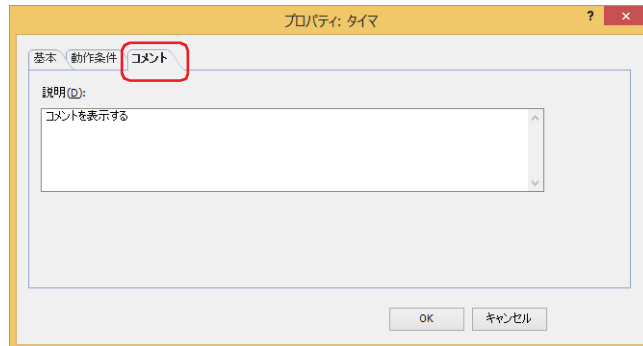 プロパティ: タイマ ? ×
基本 動作条件 コメント
説明(D):
コメントを表示する
OK キャンセル